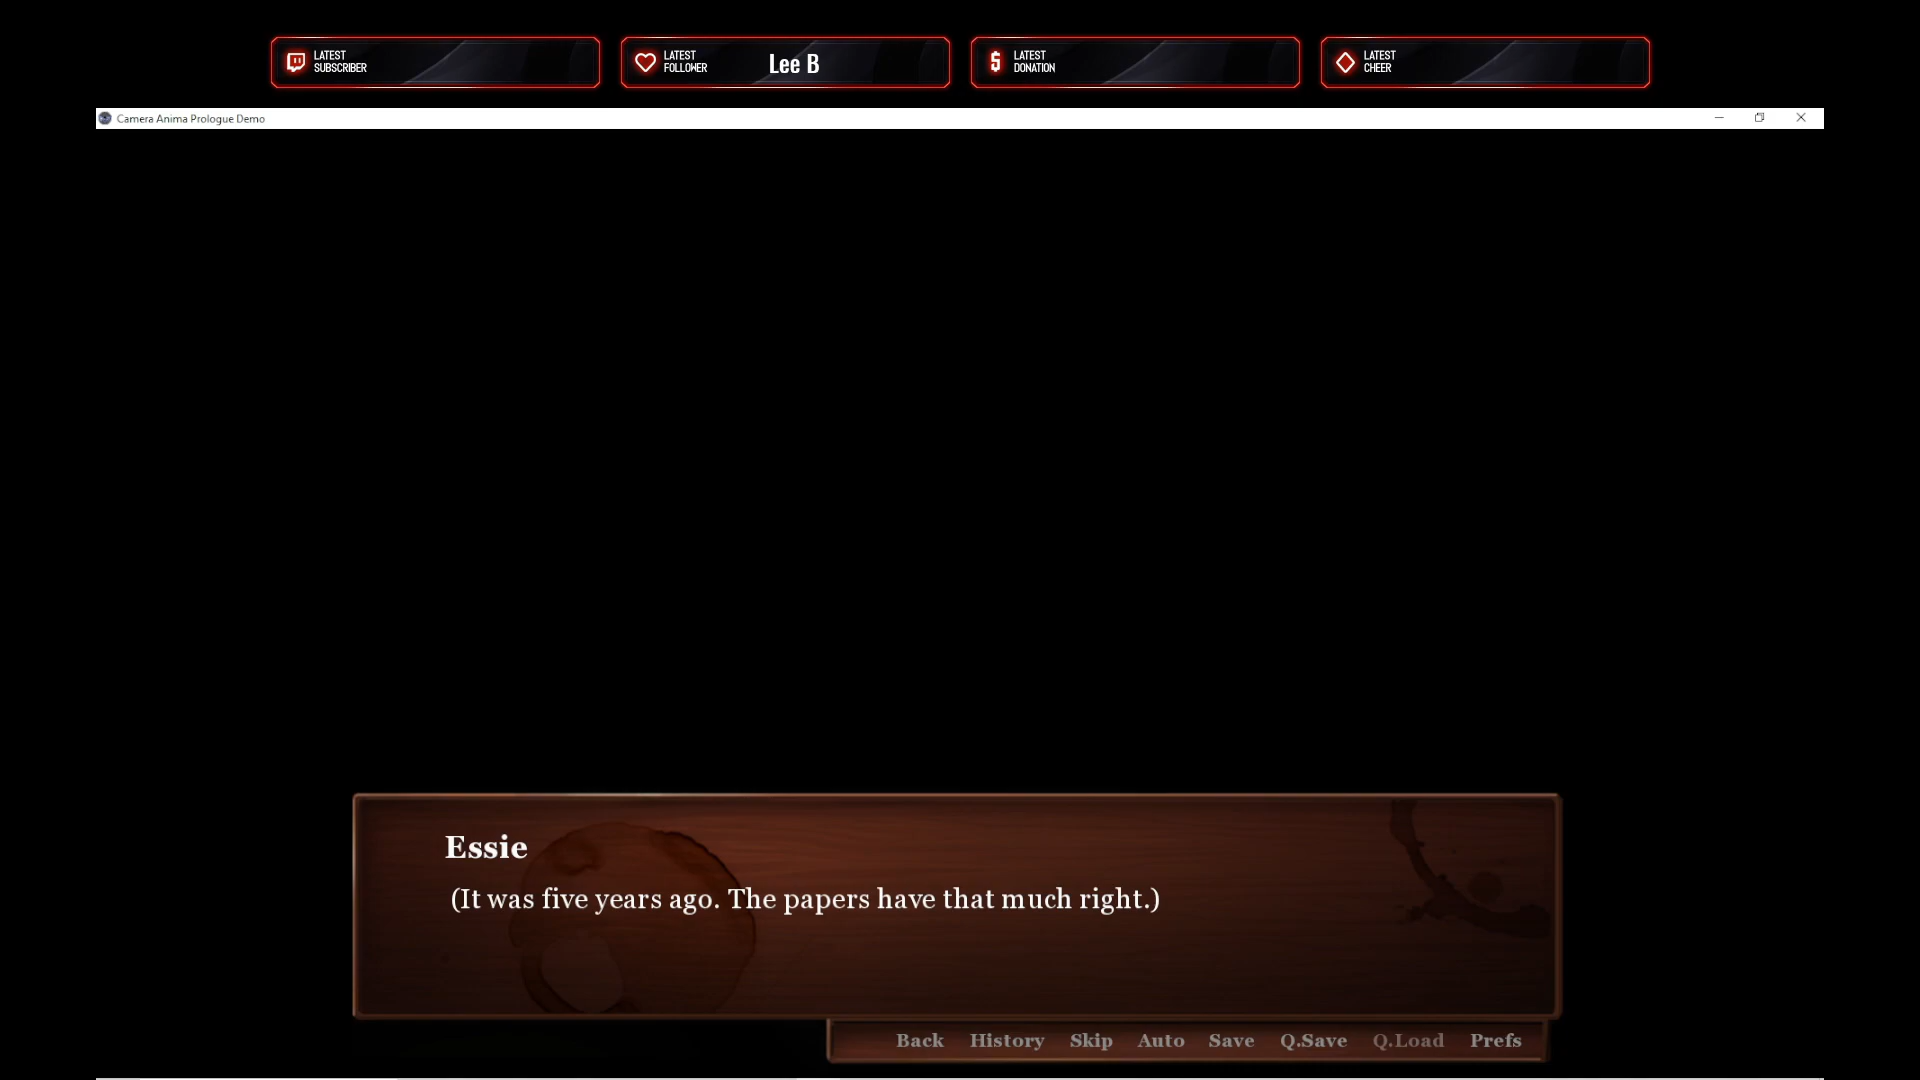 LATEST
SUBSCRIBER
LATEST
FOLLOWER
Lee B
LATEST
DONATION
LATEST
CHEER
Camera Anima Prologue Demo
Essie
(It was five years ago. The papers have that much right.)
Back History Skip Auto Save Q.Save Q.Load Prefs